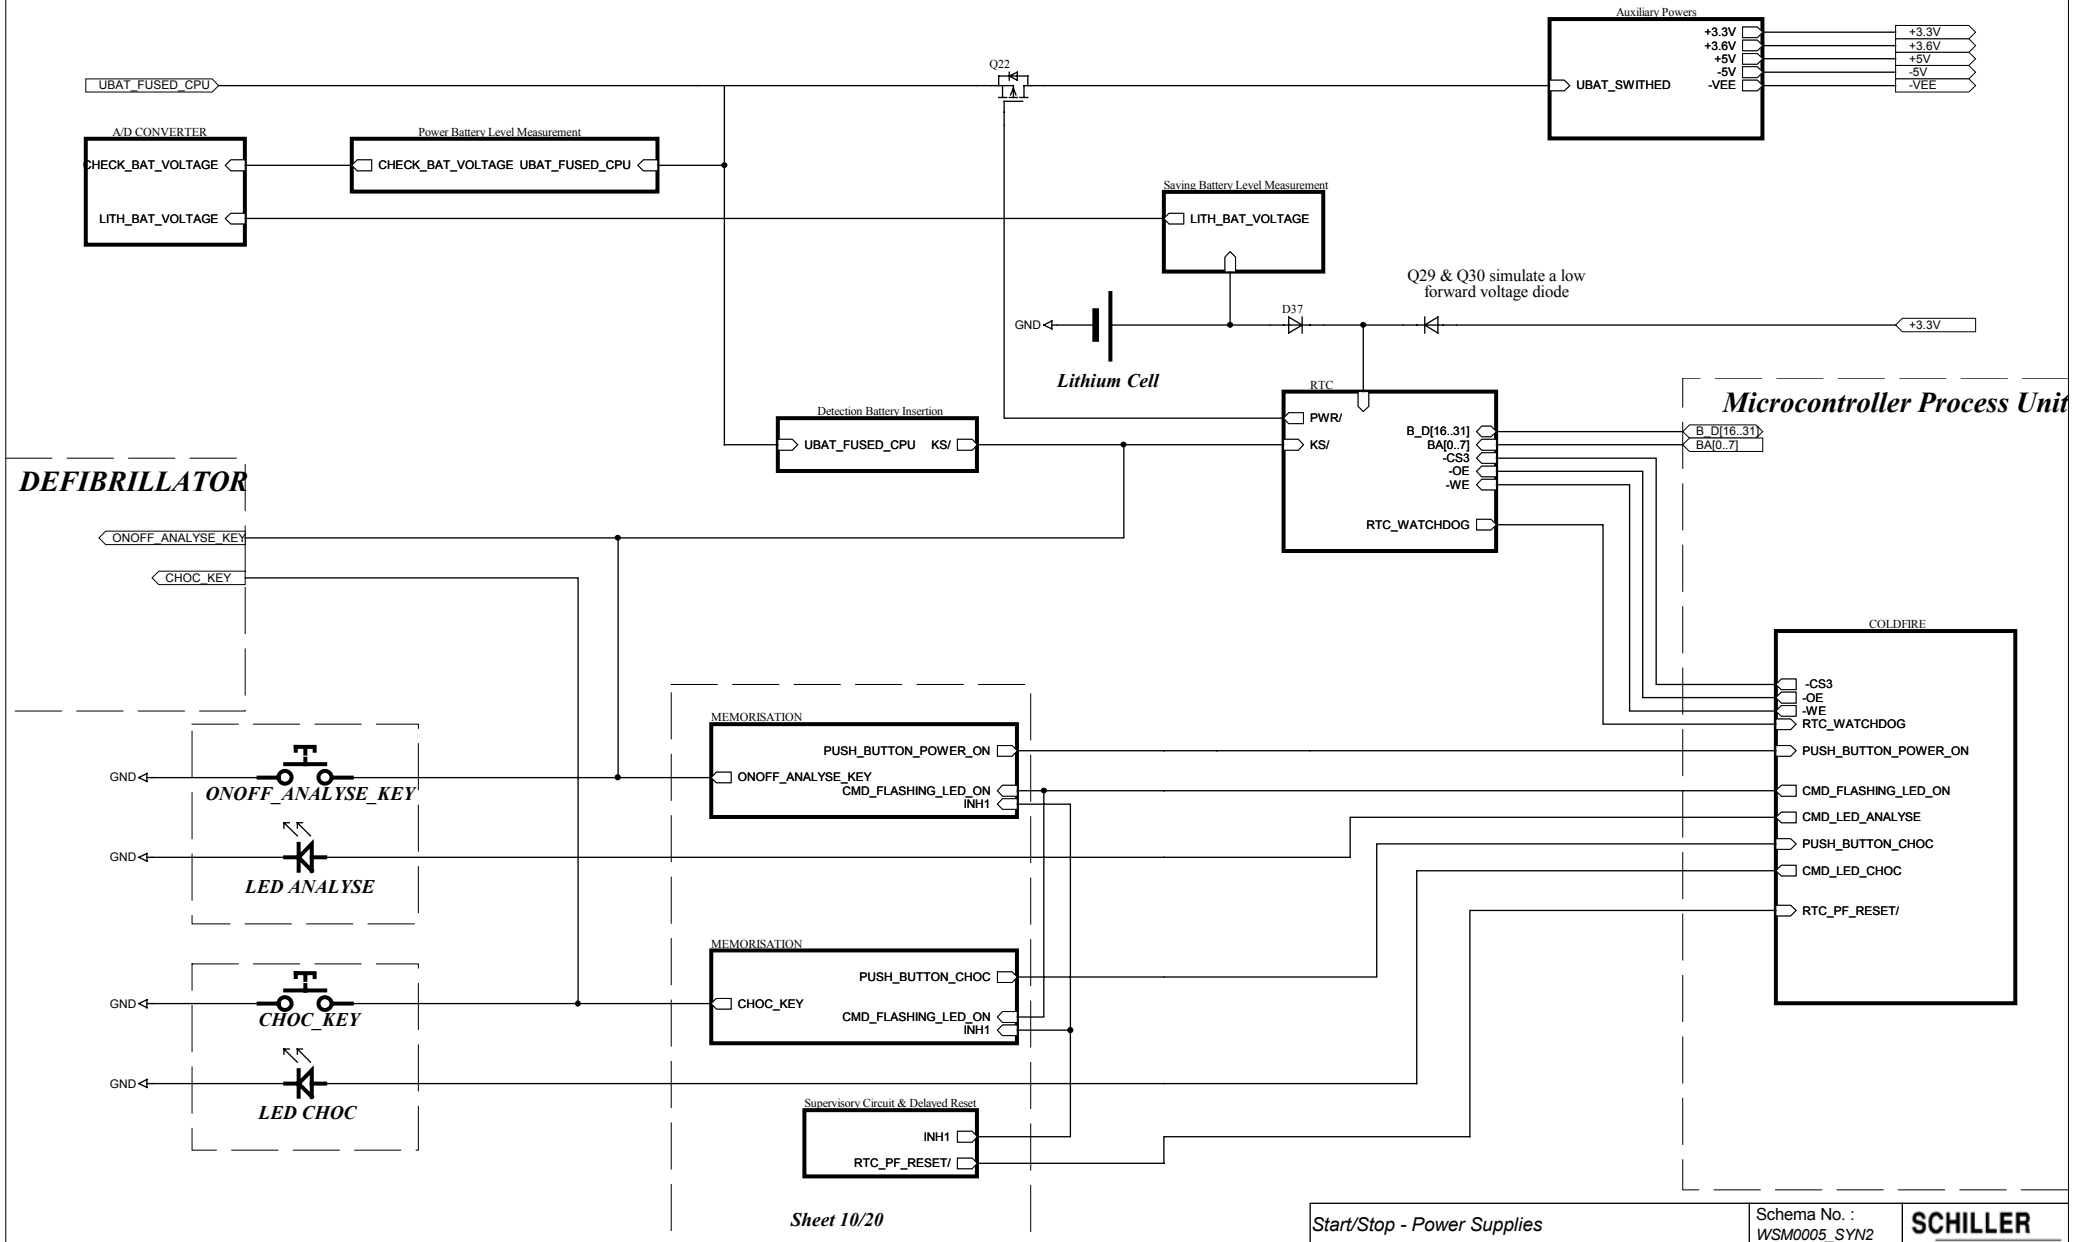 Auxiliary Powers
+3.3V
+3.6V
+5V
-5V
-VEE
UBAT_SWITHED
+3.3V
+3.6V
+5V
-5V
-VEE
Q22
UBAT_FUSED_CPU
A/D CONVERTER
CHECK_BAT_VOLTAGE
LITH_BAT_VOLTAGE
Power Battery Level Measurement
CHECK_BAT_VOLTAGE UBAT_FUSED_CPU
Saving Battery Level Measurement
LITH_BAT_VOLTAGE
Q29 & Q30 simulate a low
forward voltage diode
GND
D37
+3.3V
Lithium Cell
RTC
PWR/
KS/
B_D[16..31]
BA[0..7]
-CS3
-OE
-WE
RTC_WATCHDOG
Detection Battery Insertion
UBAT_FUSED_CPU KS/
Microcontroller Process Unit
B_D[16..31]
BA[0..7]
DEFIBRILLATOR
ONOFF_ANALYSE_KEY
CHOC_KEY
COLDFIRE
-CS3
-OE
-WE
RTC_WATCHDOG
PUSH_BUTTON_POWER_ON
CMD_FLASHING_LED_ON
CMD_LED_ANALYSE
PUSH_BUTTON_CHOC
CMD_LED_CHOC
RTC_PF_RESET/
MEMORISATION
PUSH_BUTTON_POWER_ON
ONOFF_ANALYSE_KEY
CMD_FLASHING_LED_ON
INH1
GND
ONOFF_ANALYSE_KEY
GND
LED ANALYSE
MEMORISATION
PUSH_BUTTON_CHOC
CHOC_KEY
CMD_FLASHING_LED_ON
INH1
GND
CHOC_KEY
GND
LED CHOC
Supervisory Circuit & Delayed Reset
INH1
RTC_PF_RESET/
Sheet 10/20
Start/Stop - Power Supplies
Schema No. :
WSM0005_SYN2
SCHILLER